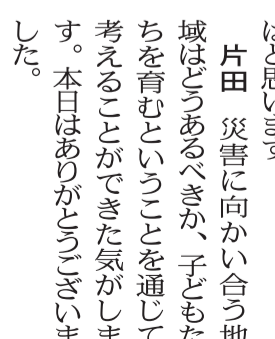 はと思います
片田　災害に向かい合う地
域はどうあるべきか、子どもた
ちを育むということを通じて
考えることができた気がしま
す。本日はありがとうございま
した。